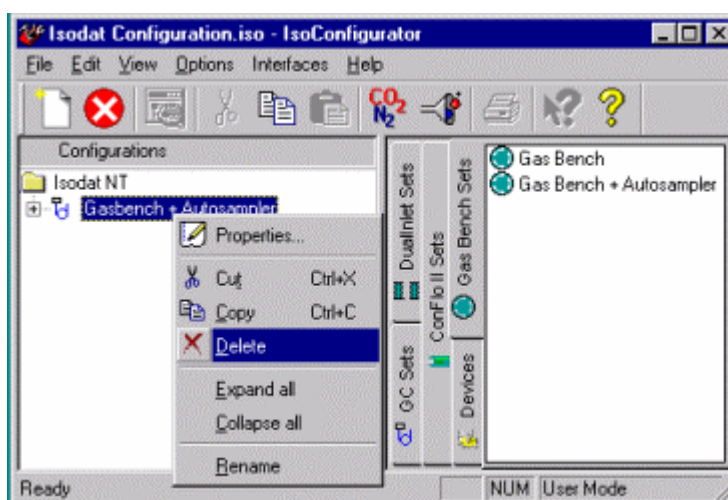 Isodat Configuration.iso - IsoConfigurator
File Edit View Options Interfaces Help
CO2
N2
Configurations
Isodat NT
Gasbench + Autosampler
Properties...
Cut Ctrl+X
Copy Ctrl+C
Delete
Expand all
Collapse all
Rename
DualInlet Sets
GC Sets
ConFlo II Sets
Gas Bench Sets
Devices
Gas Bench
Gas Bench + Autosampler
Ready
NUM User Mode